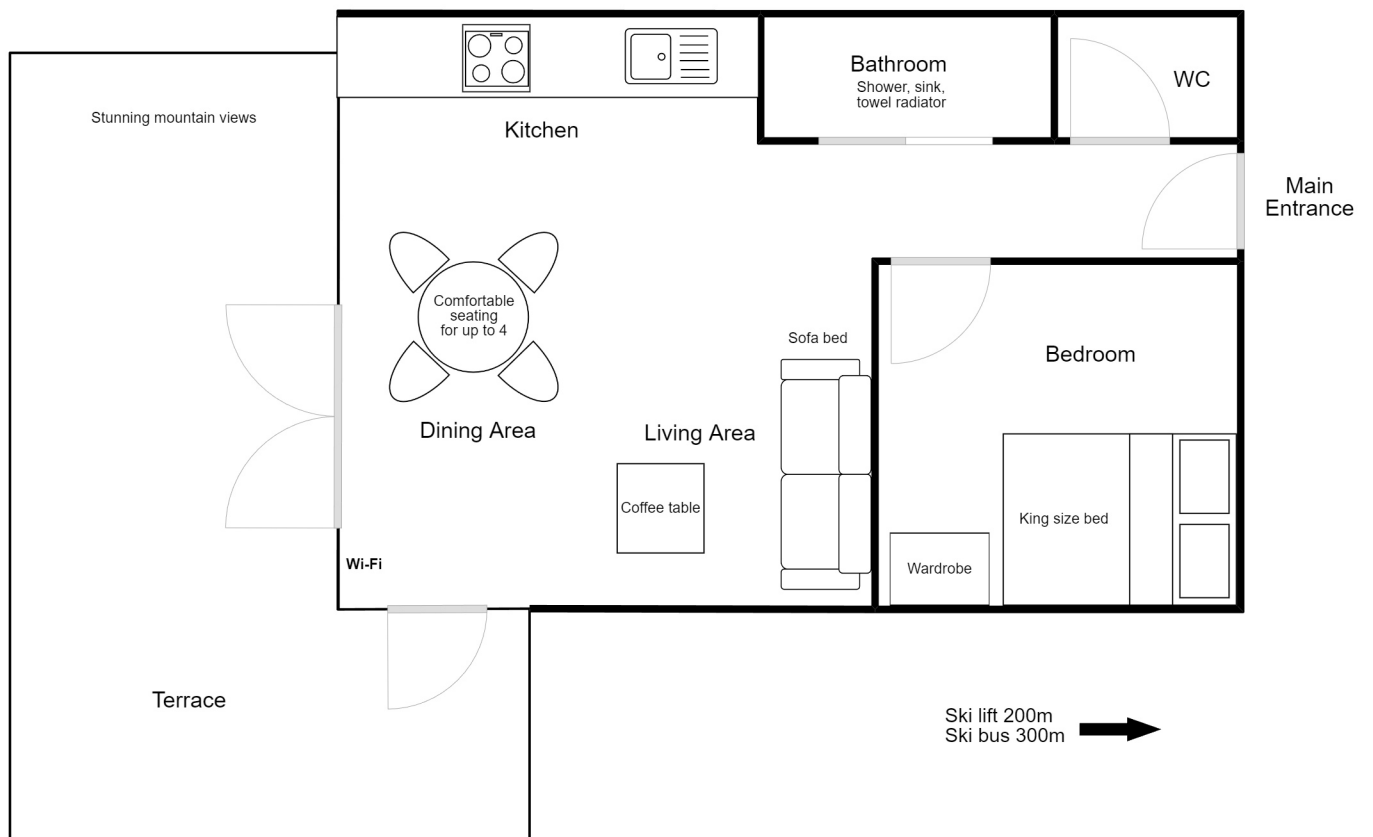 Stunning mountain views
Kitchen
Bathroom
Shower, sink,
towel radiator
WC
Main
Entrance
Comfortable
seating
for up to 4
Dining Area
Sofa bed
Living Area
Coffee table
Bedroom
King size bed
Wardrobe
Wi-Fi
Terrace
Ski lift 200m
Ski bus 300m